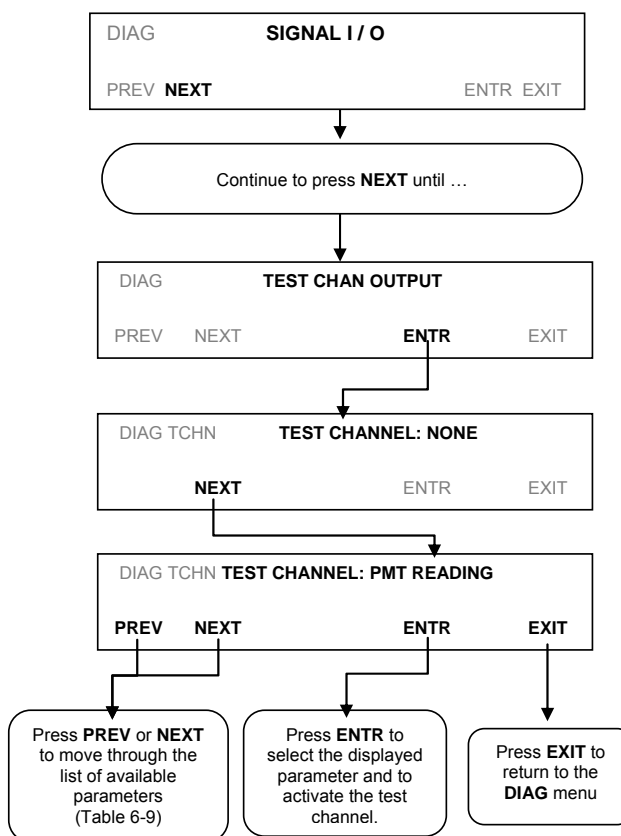 DIAG SIGNAL I / O
PREV NEXT ENTR EXIT
Continue to press NEXT until …
DIAG TEST CHAN OUTPUT
PREV NEXT ENTR EXIT
DIAG TCHN TEST CHANNEL: NONE
NEXT ENTR EXIT
DIAG TCHN TEST CHANNEL: PMT READING
PREV NEXT ENTR EXIT
Press PREV or NEXT
to move through the
list of available
parameters
(Table 6-9)
Press ENTR to
select the displayed
parameter and to
activate the test
channel.
Press EXIT to
return to the
DIAG menu